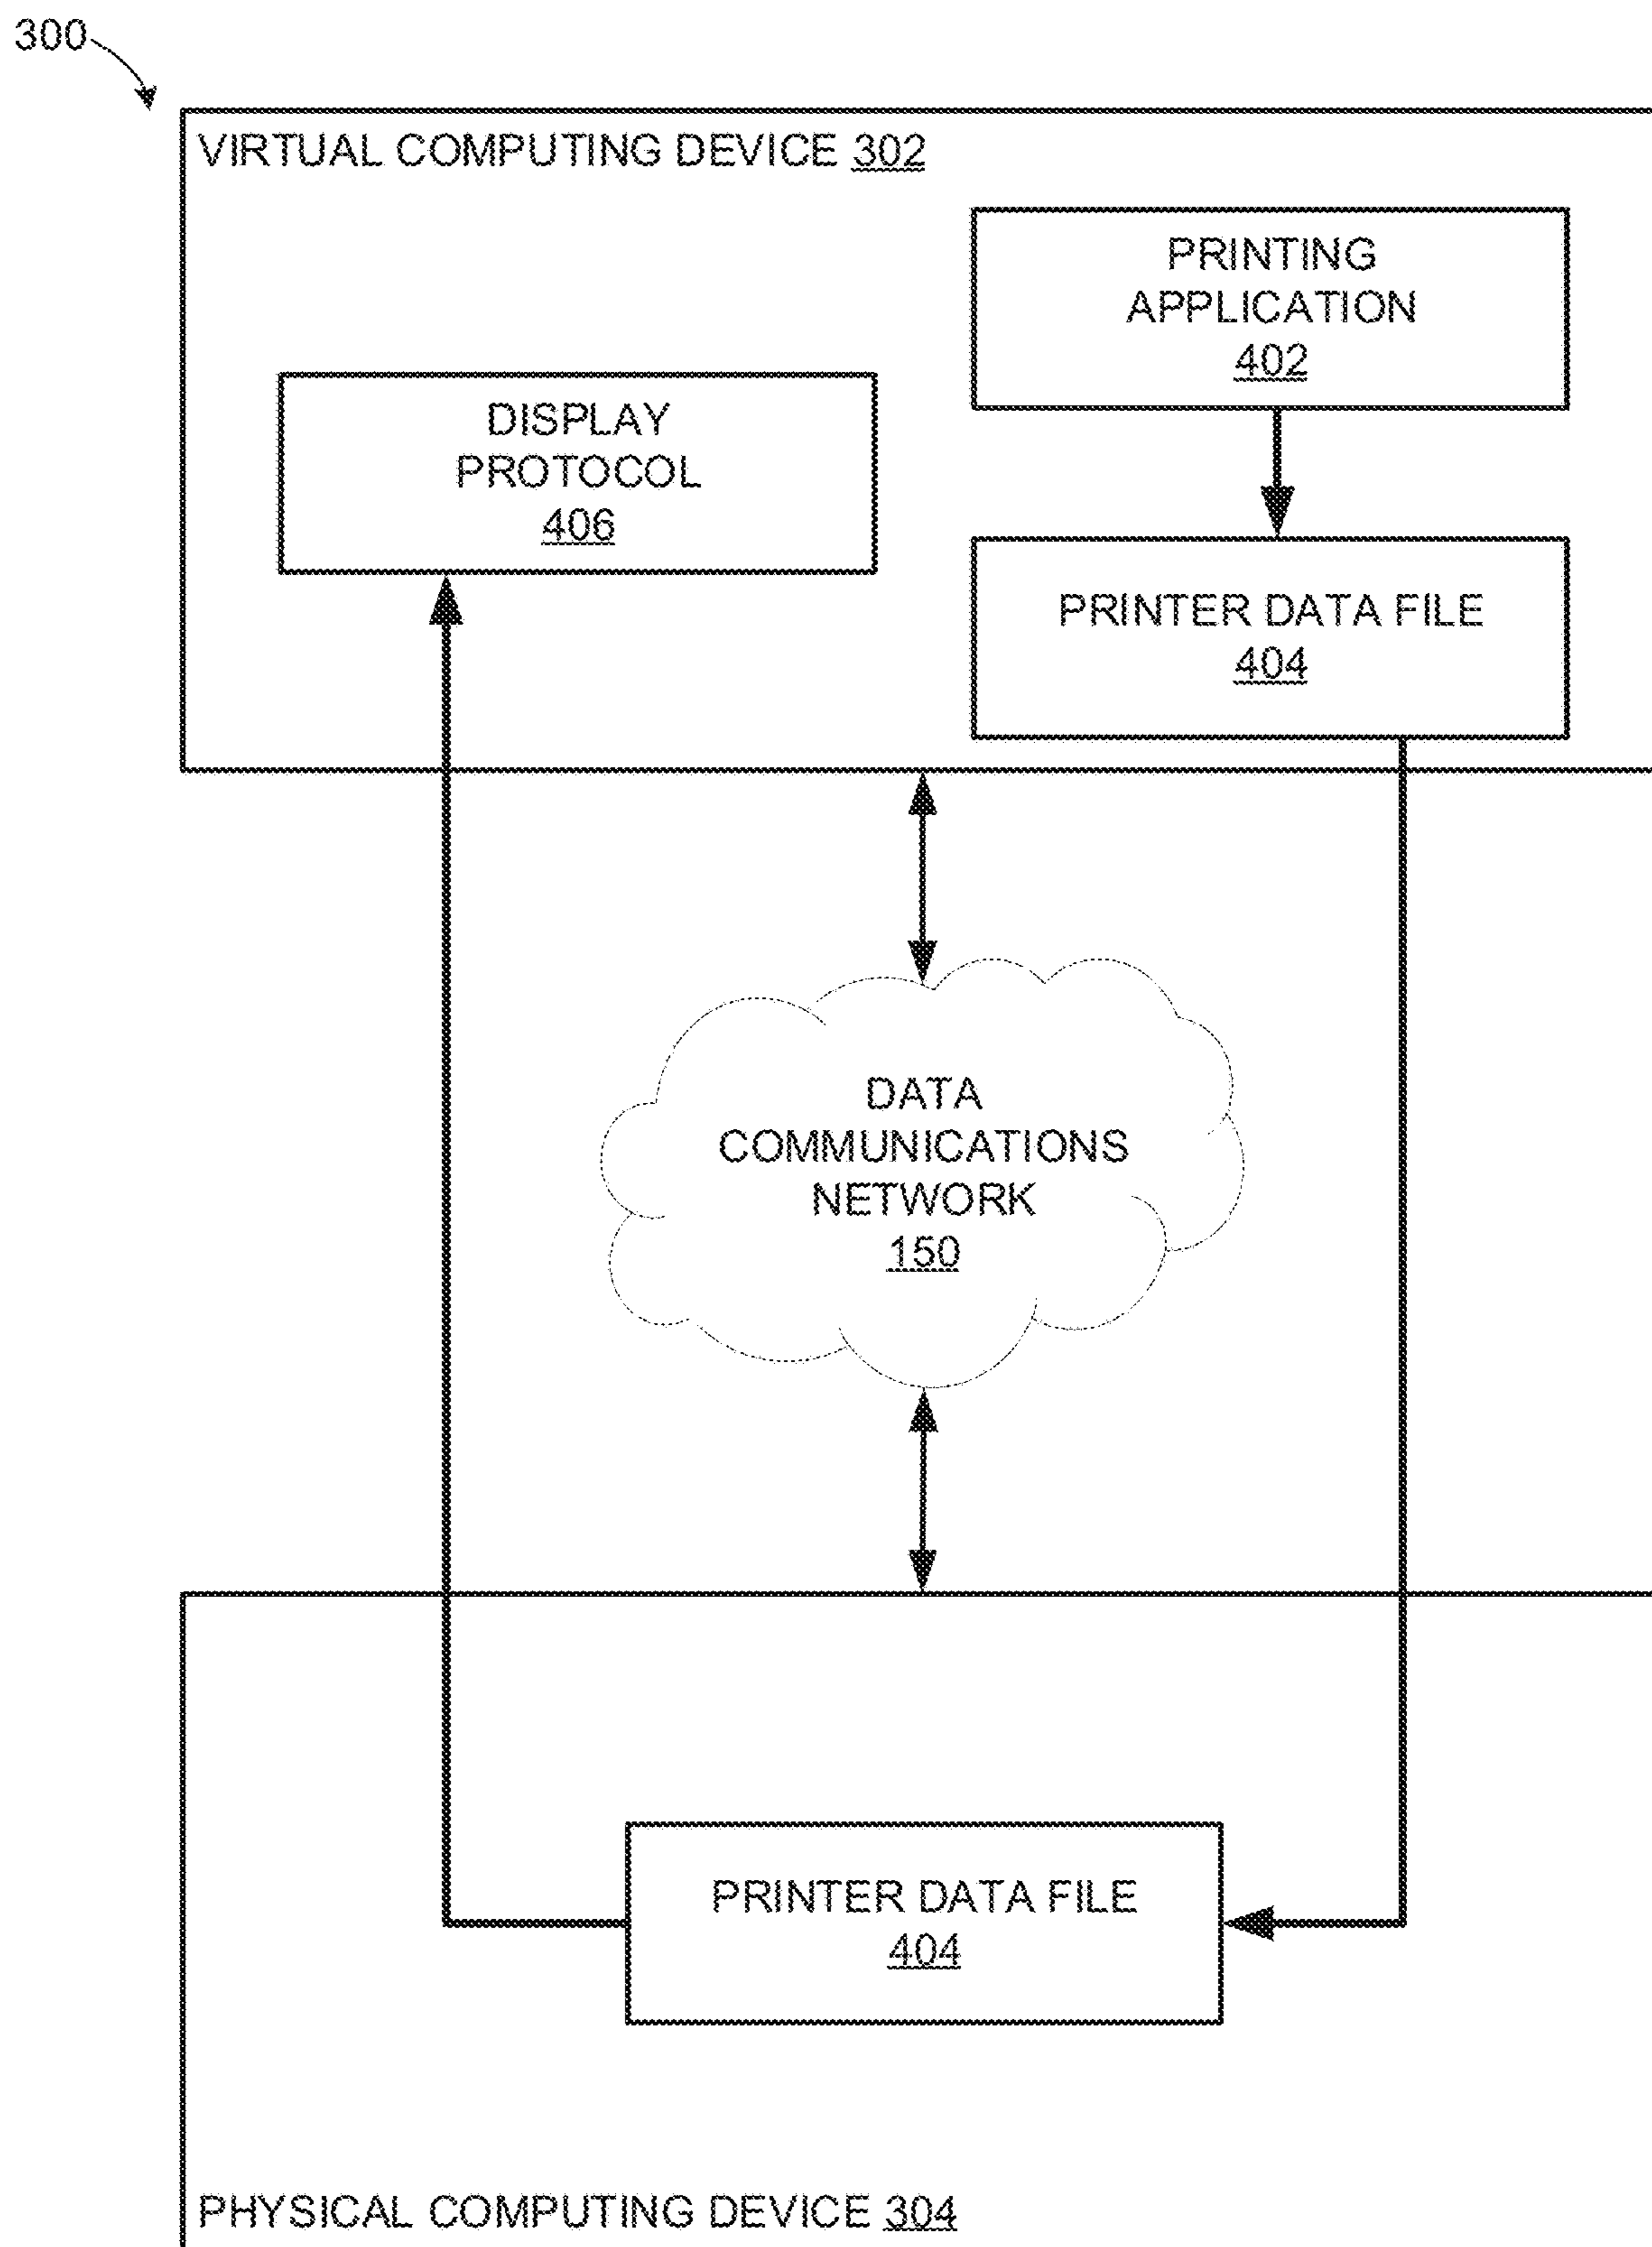 300
VIRTUAL COMPUTING DEVICE 302
PRINTING
APPLICATION
402
DISPLAY
PROTOCOL
406
PRINTER DATA FILE
404
DATA
COMMUNICATIONS
NETWORK
150
PRINTER DATA FILE
404
PHYSICAL COMPUTING DEVICE 304